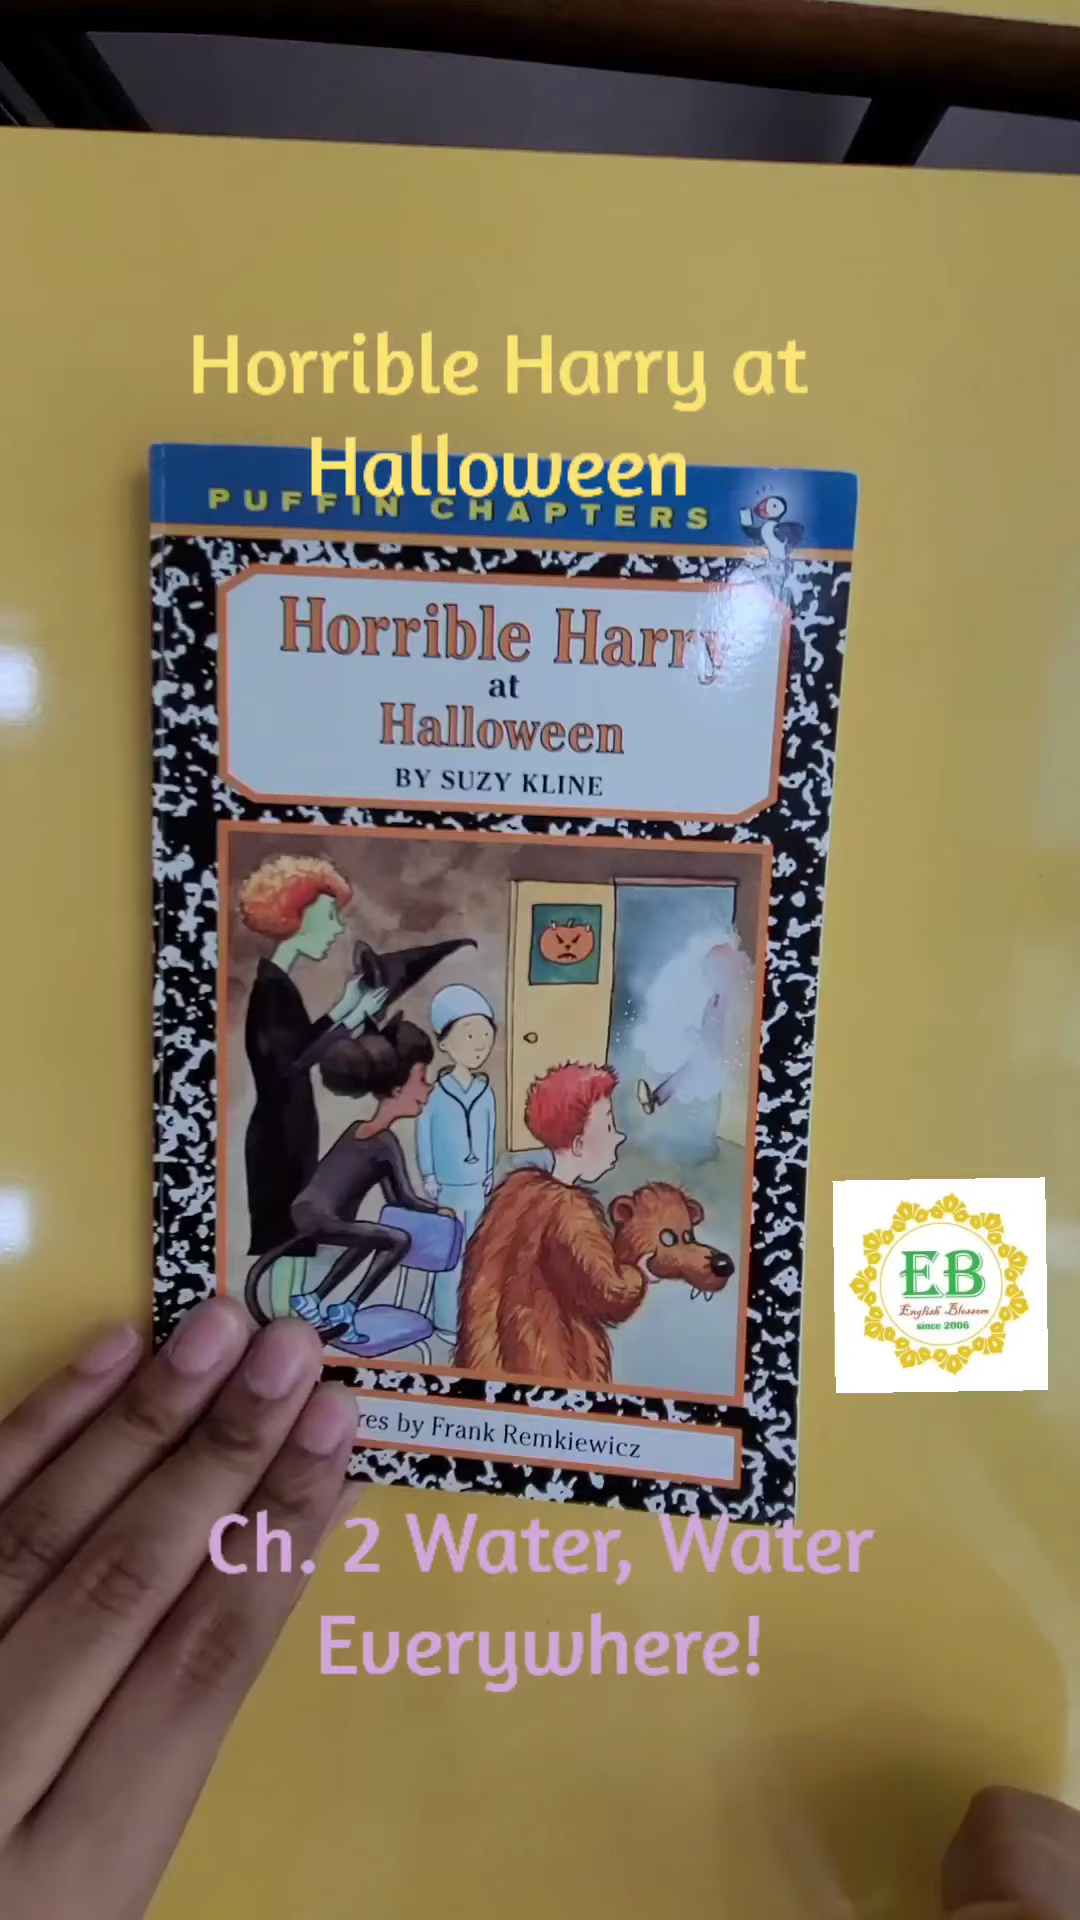 Horrible Harry at
Halloween
PUFFIN CHAPTERS
Horrible Harry
at
Halloween
BY SUZY KLINE
EB
English Blossom
since 2006
by Frank Remkiewicz
Ch. 2 Water, Water
Everywhere!